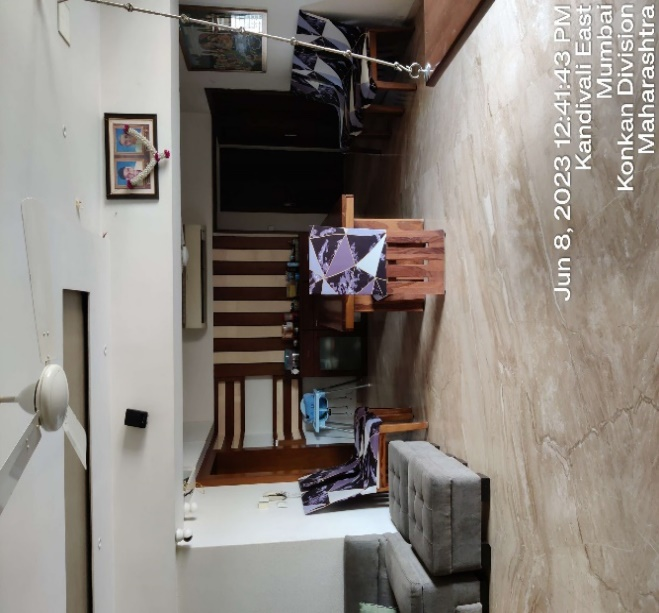 Jun 8, 2023 12:41:43 PM
Kandivali East
Mumbai
Konkan Division
Maharashtra